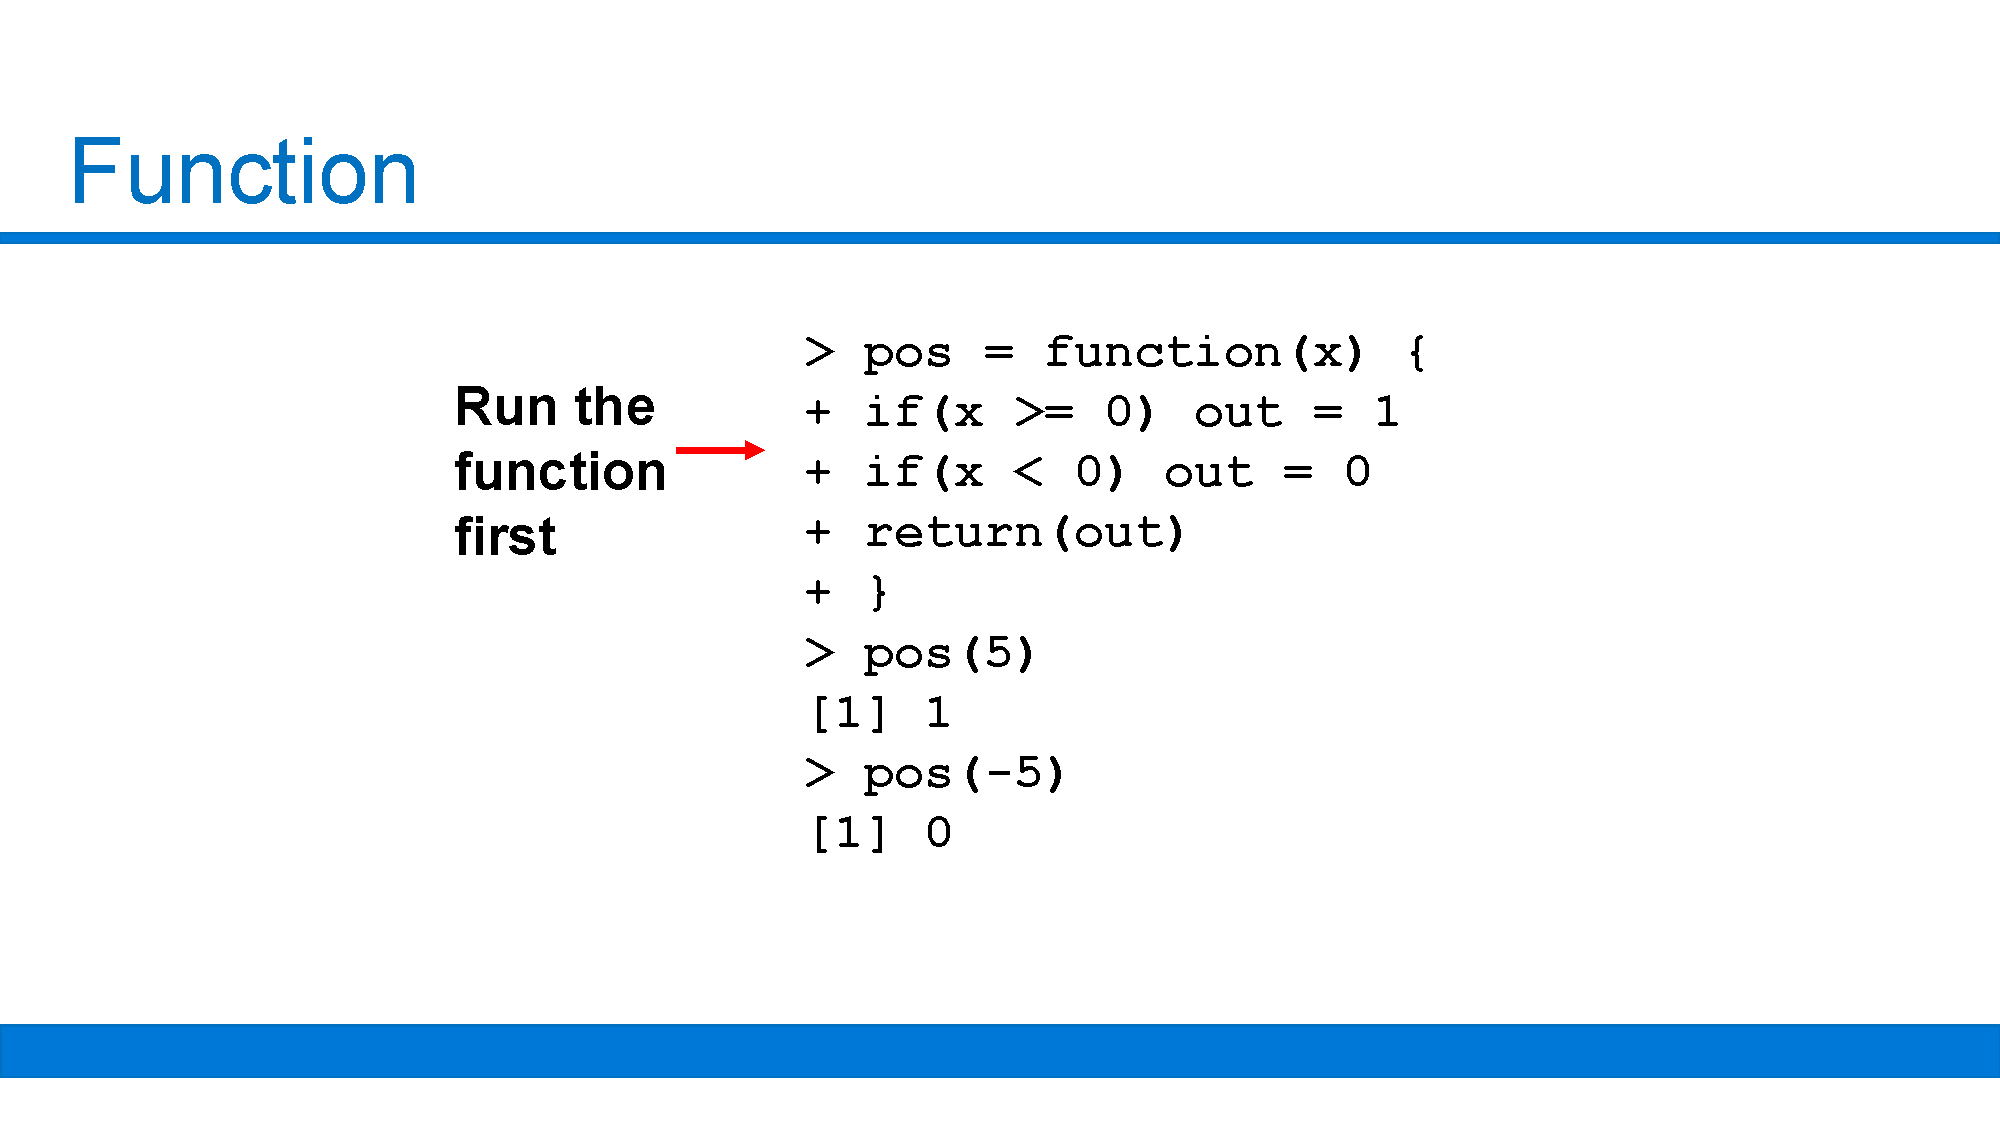 Function
Run the
function
first
> pos = function(x) {
+ if(x >= 0) out = 1
+ if(x < 0) out = 0
+ return(out)
+ }
> pos(5)
[1] 1
> pos(-5)
[1] 0